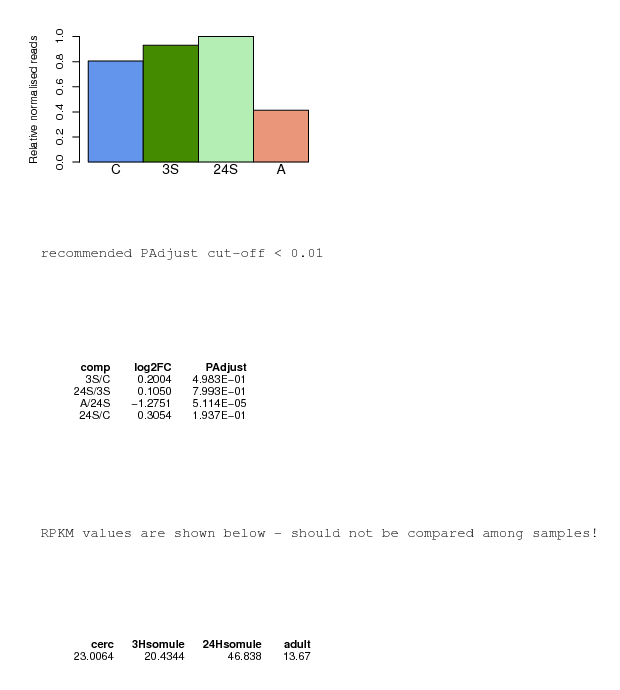 Relative normalised reads
1.0
0.8
0.6
0.4
0.2
0.0
C 3S 24S A
recommended PAdjust cut-off < 0.01
comp log2FC PAdjust
3S/C 0.2004 4.983E-01
24S/3S 0.1050 7.993E-01
A/24S -1.2751 5.114E-05
24S/C 0.3054 1.937E-01
RPKM values are shown below - should not be compared among samples!
cerc 3Hsomule 24Hsomule adult
23.0064 20.4344 46.838 13.67